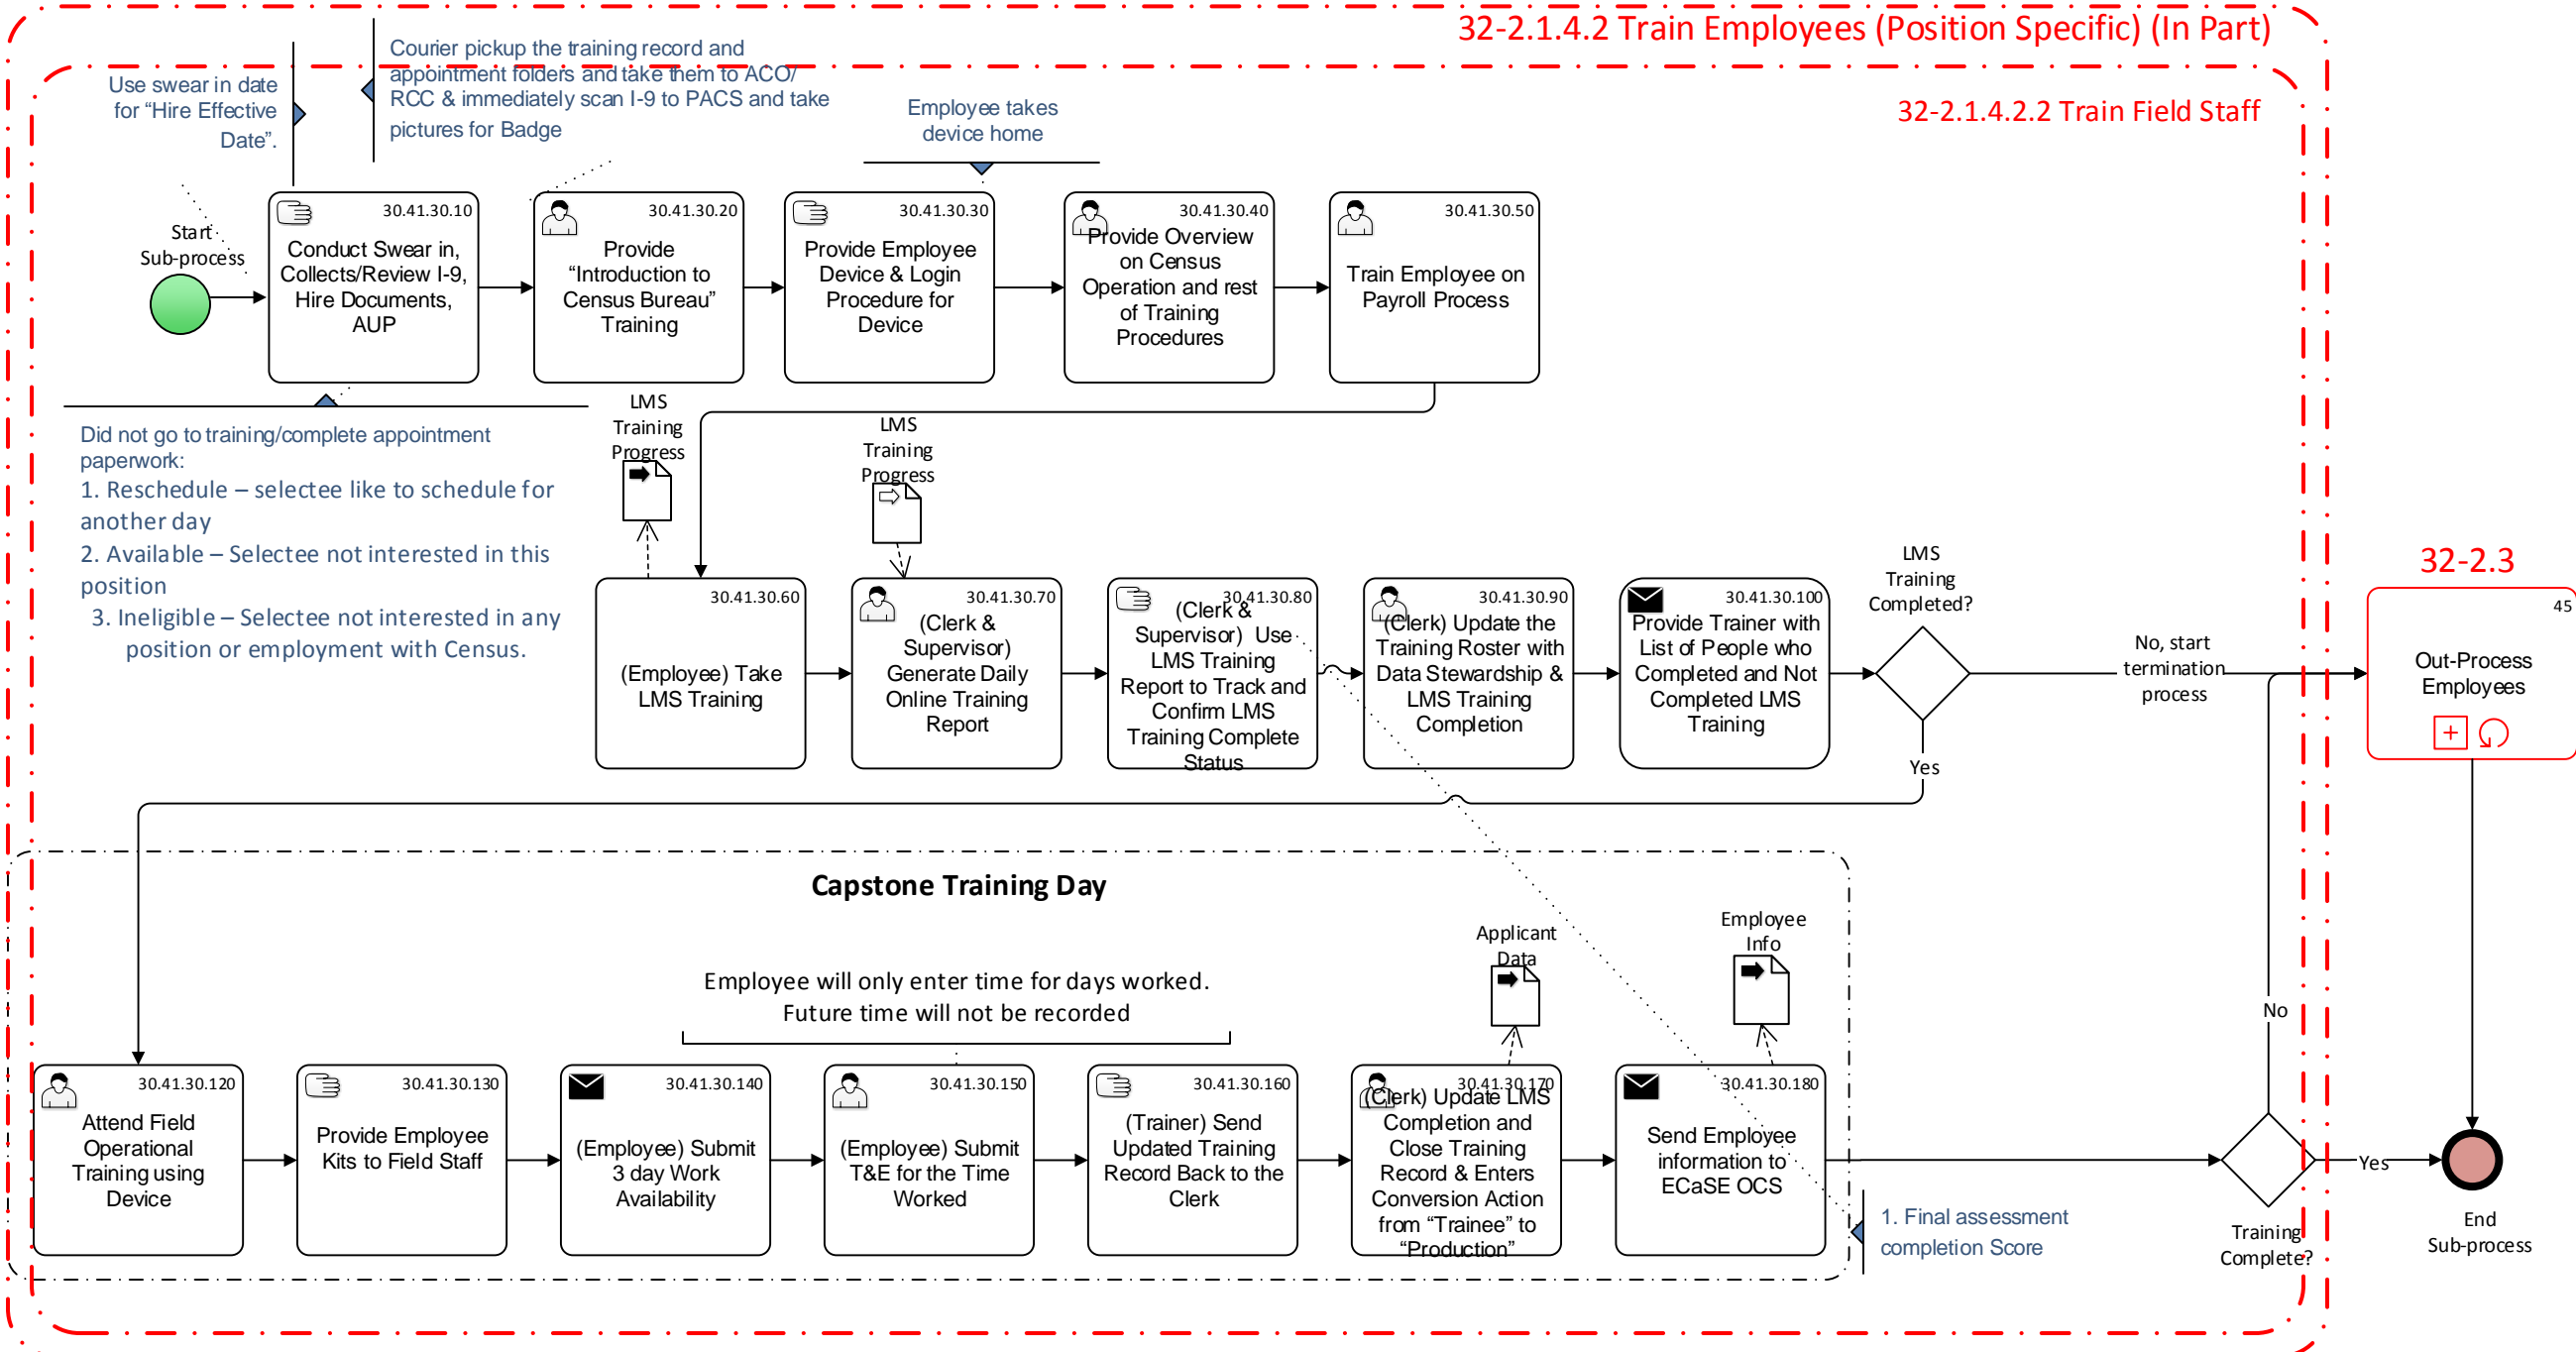 32-2.1.4.2 Train Employees (Position Specific) (In Part)
32-2.1.4.2.2 Train Field Staff
Use swear in date
for “Hire Effective
Date”.
Courier pickup the training record and
appointment folders and take them to ACO/
RCC & immediately scan I-9 to PACS and take
pictures for Badge
Employee takes
device home
Start
Sub-process
30.41.30.10
Conduct Swear in,
Collects/Review I-9,
Hire Documents,
AUP
30.41.30.20
Provide
“Introduction to
Census Bureau”
Training
30.41.30.30
Provide Employee
Device & Login
Procedure for
Device
30.41.30.40
Provide Overview
on Census
Operation and rest
of Training
Procedures
30.41.30.50
Train Employee on
Payroll Process
Did not go to training/complete appointment
paperwork:
1. Reschedule – selectee like to schedule for
another day
2. Available – Selectee not interested in this
position
3. Ineligible – Selectee not interested in any
position or employment with Census.
LMS
Training
Progress
LMS
Training
Progress
30.41.30.60
(Employee) Take
LMS Training
30.41.30.70
(Clerk &
Supervisor)
Generate Daily
Online Training
Report
30.41.30.80
(Clerk &
Supervisor) Use
LMS Training
Report to Track and
Confirm LMS
Training Complete
Status
30.41.30.90
(Clerk) Update the
Training Roster with
Data Stewardship &
LMS Training
Completion
30.41.30.100
Provide Trainer with
List of People who
Completed and Not
Completed LMS
Training
LMS
Training
Completed?
No, start
termination
process
Yes
32-2.3
45
Out-Process
Employees
Capstone Training Day
Employee will only enter time for days worked.
Future time will not be recorded
Applicant
Data
Employee
Info
30.41.30.120
Attend Field
Operational
Training using
Device
30.41.30.130
Provide Employee
Kits to Field Staff
30.41.30.140
(Employee) Submit
3 day Work
Availability
30.41.30.150
(Employee) Submit
T&E for the Time
Worked
30.41.30.160
(Trainer) Send
Updated Training
Record Back to the
Clerk
30.41.30.170
(Clerk) Update LMS
Completion and
Close Training
Record & Enters
Conversion Action
from “Trainee” to
“Production”
30.41.30.180
Send Employee
information to
ECaSE OCS
1. Final assessment
completion Score
No
Yes
Training
Complete?
End
Sub-process